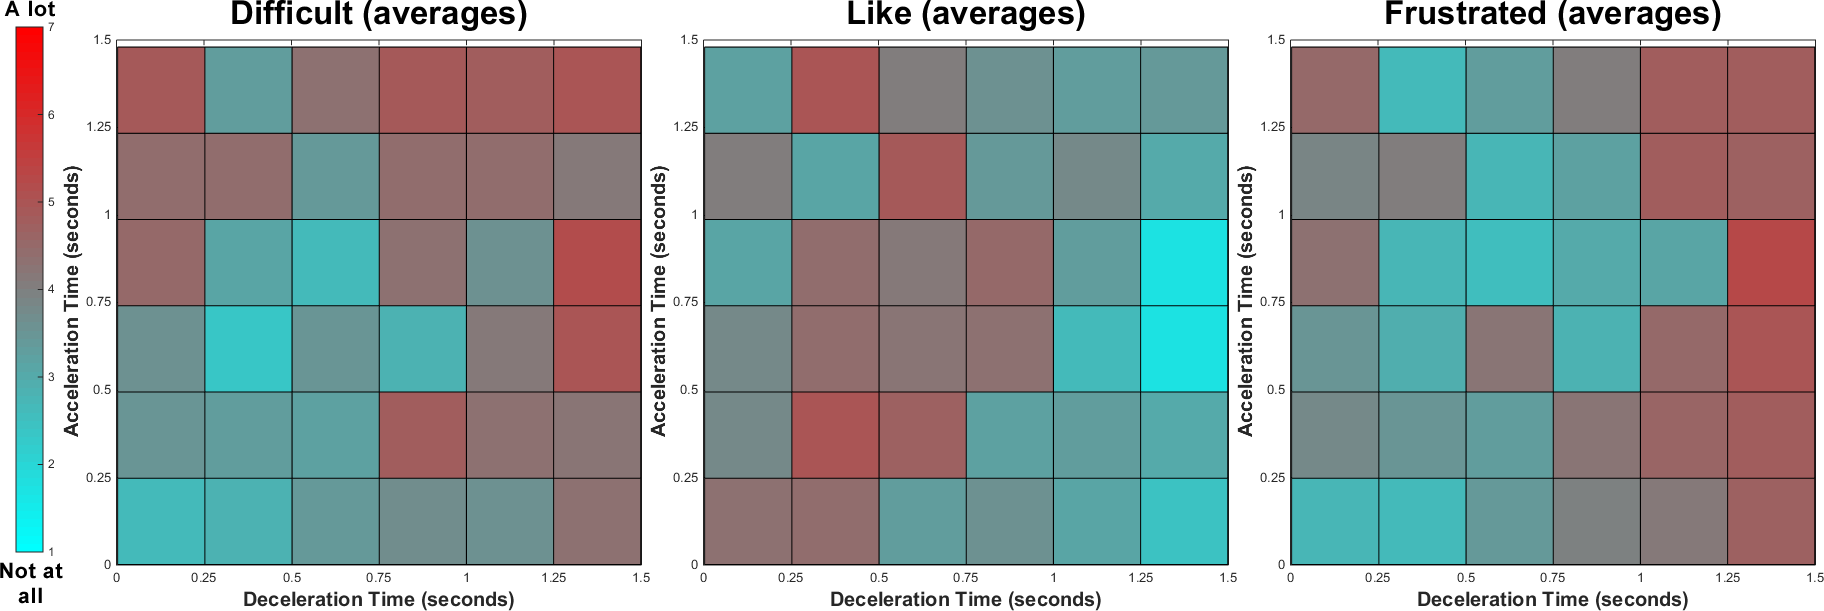 A lot
7
6
5
4
3
2
1
Not at
all
Difficult (averages)
1.5
1.25
1
0.75
0.5
0.25
0
Acceleration Time (seconds)
0 0.25 0.5 0.75 1 1.25 1.5
Deceleration Time (seconds)
Like (averages)
1.5
1.25
1
0.75
0.5
0.25
0
Acceleration Time (seconds)
0 0.25 0.5 0.75 1 1.25 1.5
Deceleration Time (seconds)
Frustrated (averages)
1.5
1.25
1
0.75
0.5
0.25
0
Acceleration Time (seconds)
0 0.25 0.5 0.75 1 1.25 1.5
Deceleration Time (seconds)